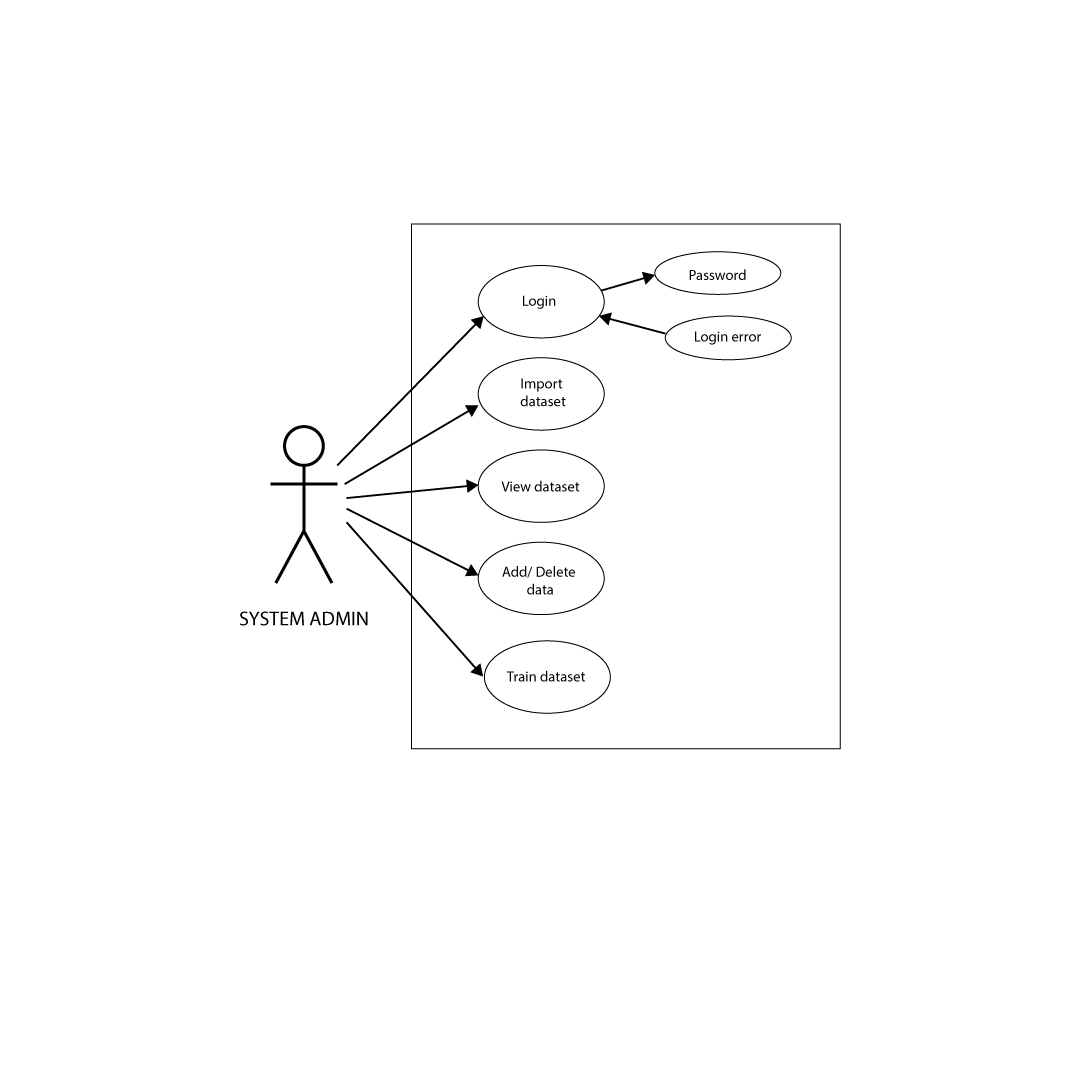 Password
Login
Login error
Import
dataset
View dataset
Add/ Delete
data
SYSTEM ADMIN
Train dataset